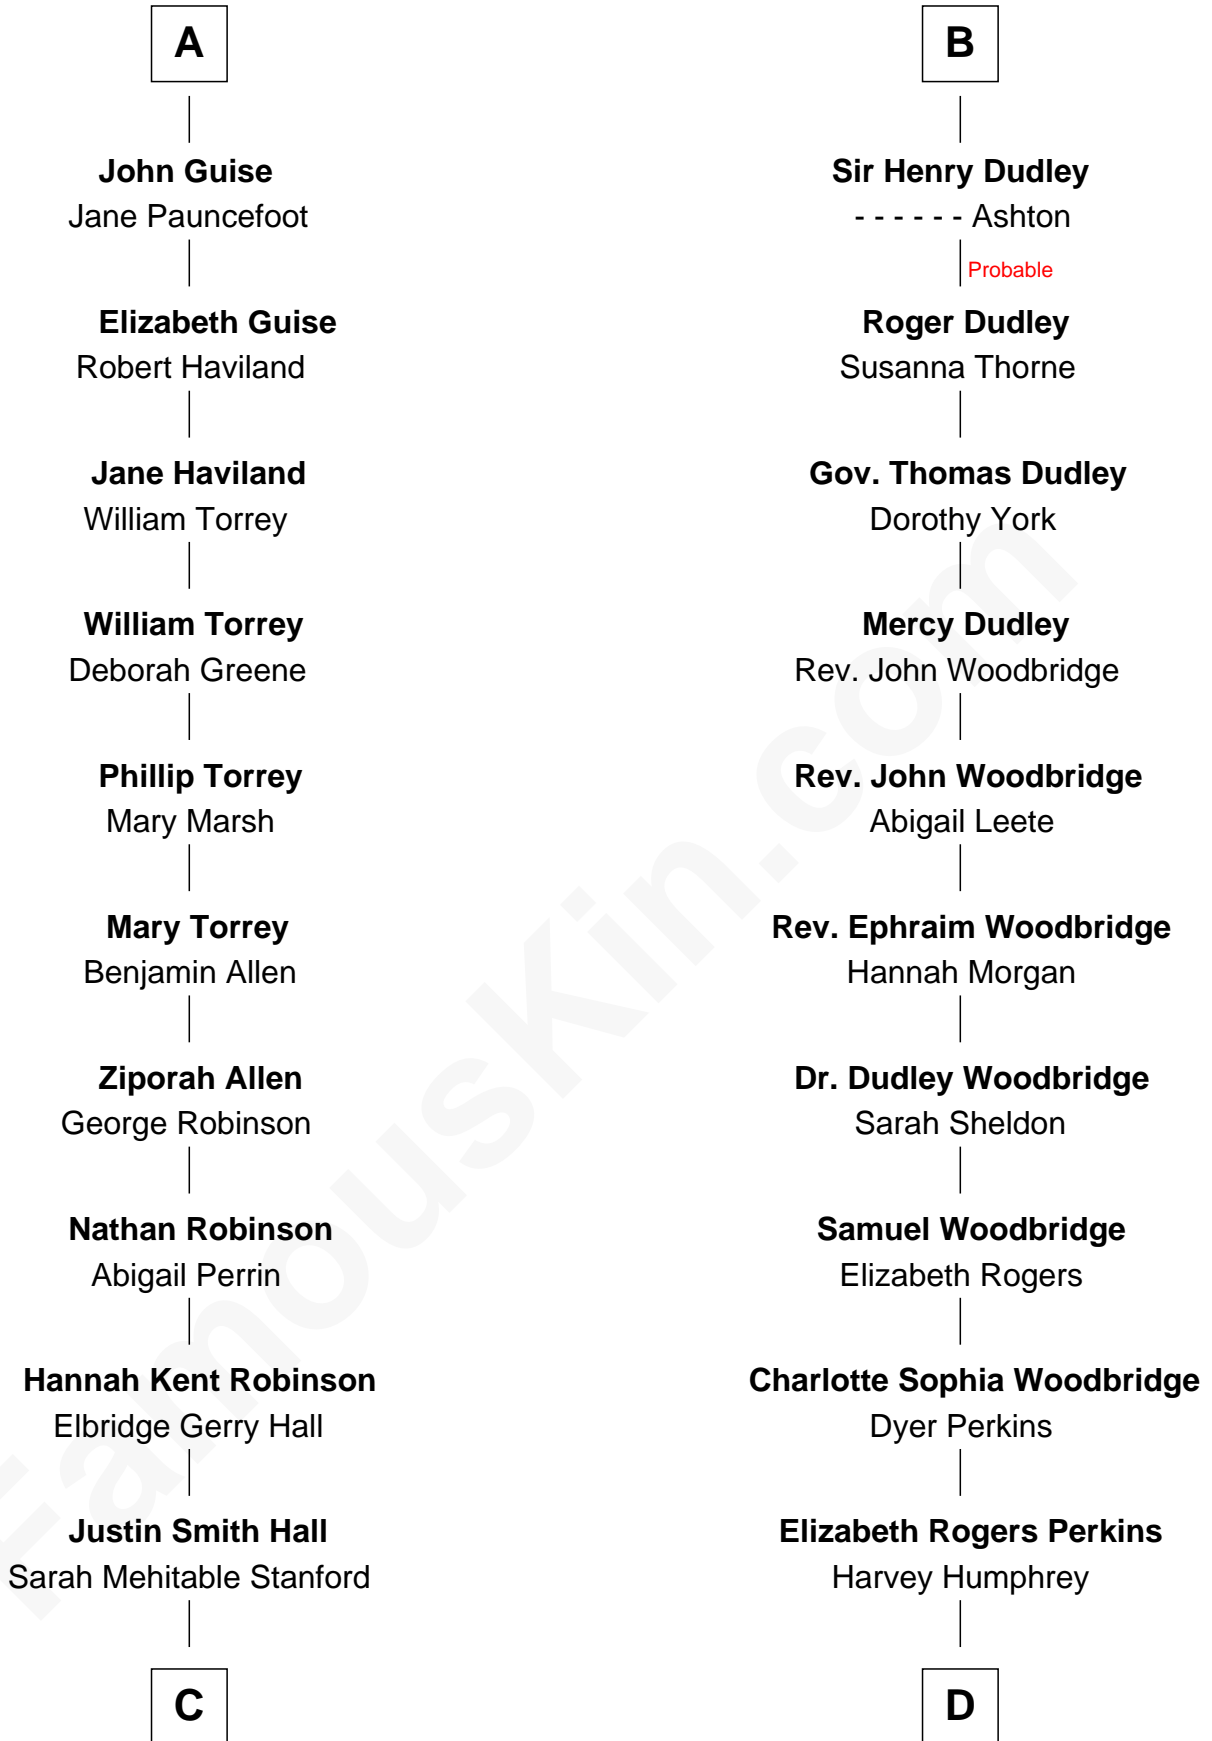 A
John Guise
Jane Pauncefoot
Elizabeth Guise
Robert Haviland
Jane Haviland
William Torrey
William Torrey
Deborah Greene
Phillip Torrey
Mary Marsh
Mary Torrey
Benjamin Allen
Ziporah Allen
George Robinson
Nathan Robinson
Abigail Perrin
Hannah Kent Robinson
Elbridge Gerry Hall
Justin Smith Hall
Sarah Mehitable Stanford
C
B
Sir Henry Dudley
- - - - - - Ashton
Probable
Roger Dudley
Susanna Thorne
Gov. Thomas Dudley
Dorothy York
Mercy Dudley
Rev. John Woodbridge
Rev. John Woodbridge
Abigail Leete
Rev. Ephraim Woodbridge
Hannah Morgan
Dr. Dudley Woodbridge
Sarah Sheldon
Samuel Woodbridge
Elizabeth Rogers
Charlotte Sophia Woodbridge
Dyer Perkins
Elizabeth Rogers Perkins
Harvey Humphrey
D
FamousKin.com